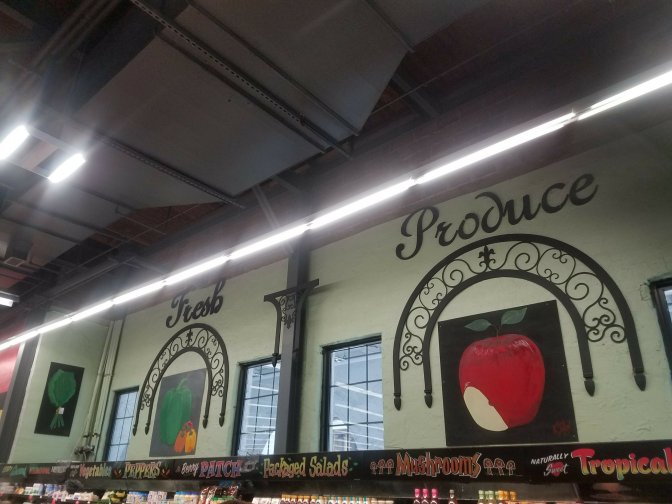 Fresh
Produce
Vegetables
PEPPERS
Berry PATCH
Packaged Salads
Mushrooms
NATURALLY Sweet Tropical